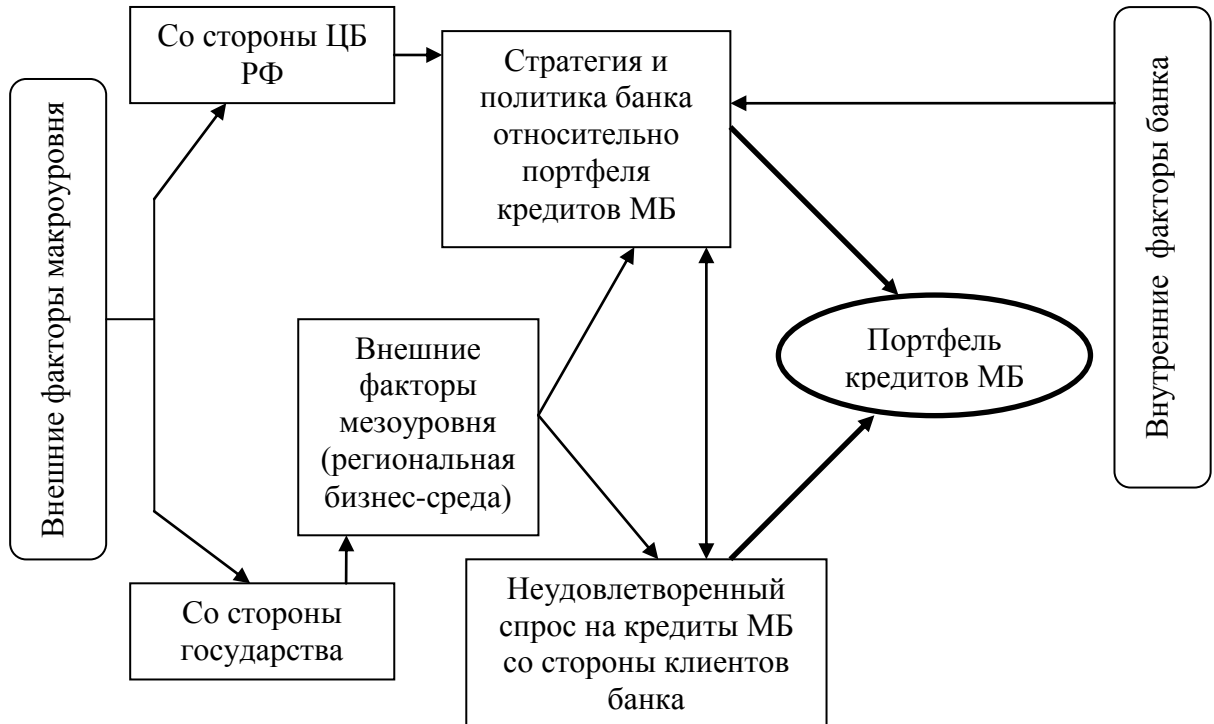 Внешние факторы макроуровня
Со стороны ЦБ
РФ
Стратегия и
политика банка
относительно
портфеля
кредитов МБ
Внутренние факторы банка
Внешние
факторы
мезоуровня
(региональная
бизнес-среда)
Портфель
кредитов МБ
Со стороны
государства
Неудовлетворенный
спрос на кредиты МБ
со стороны клиентов
банка